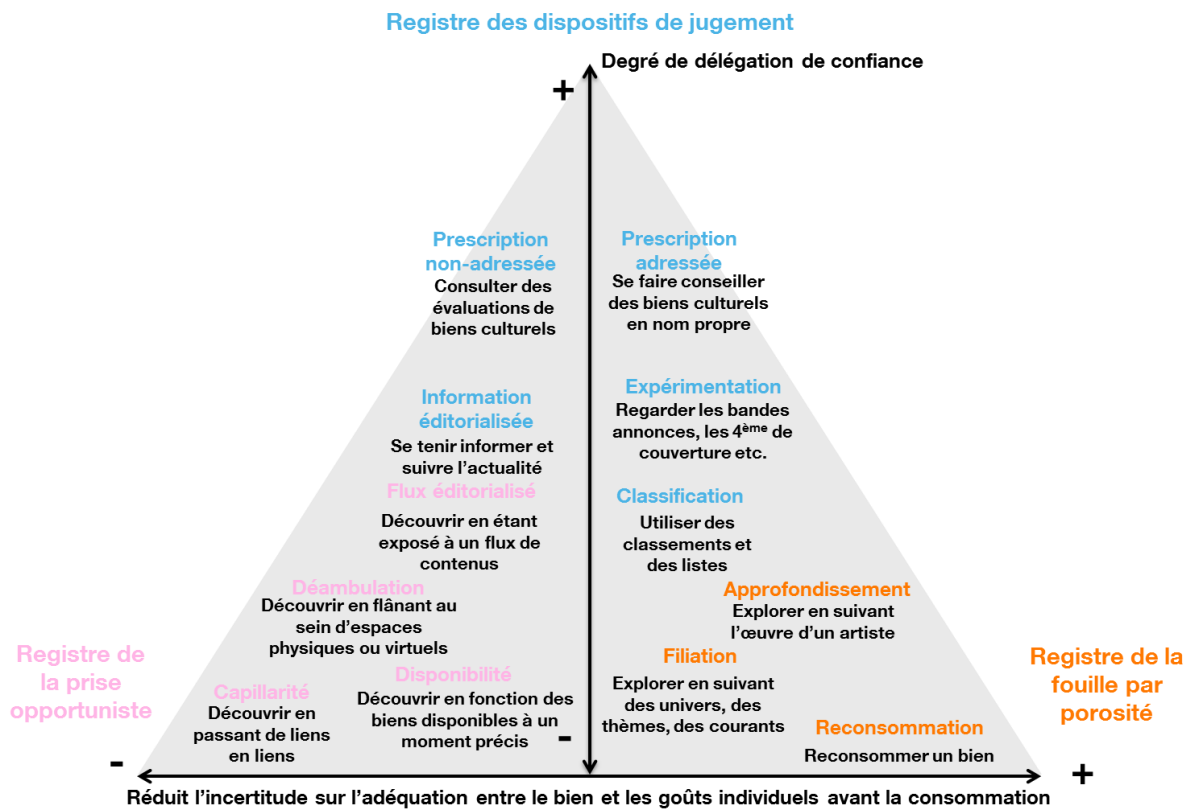 Registre des dispositifs de jugement
Degré de délégation de confiance
+
Prescription
non-adressée
Consulter des
évaluations de
biens culturels
Prescription
adressée
Se faire conseiller
des biens culturels
en nom propre
Information
éditorialisée
Se tenir informer et
suivre l'actualité
Expérimentation
Regarder les bandes
annonces, les 4ème de
couverture etc.
Flux éditorialisé
Découvrir en étant
exposé à un flux de
contenus
Classification
Utiliser des
classements et
des listes
Déambulation
Découvrir en flânant au
sein d'espaces
physiques ou virtuels
Approfondissement
Explorer en suivant
l'œuvre d'un artiste
Registre de
la prise
opportuniste
Capillarité
Découvrir en
passant de liens
en liens
Disponibilité
Découvrir en fonction des
biens disponibles à un
moment précis
-
Filiation
Explorer en suivant
des univers, des
thèmes, des courants
Reconsommation
Reconsommer un bien
Registre de la
fouille par
porosité
-
+
Réduit l'incertitude sur l'adéquation entre le bien et les goûts individuels avant la consommation